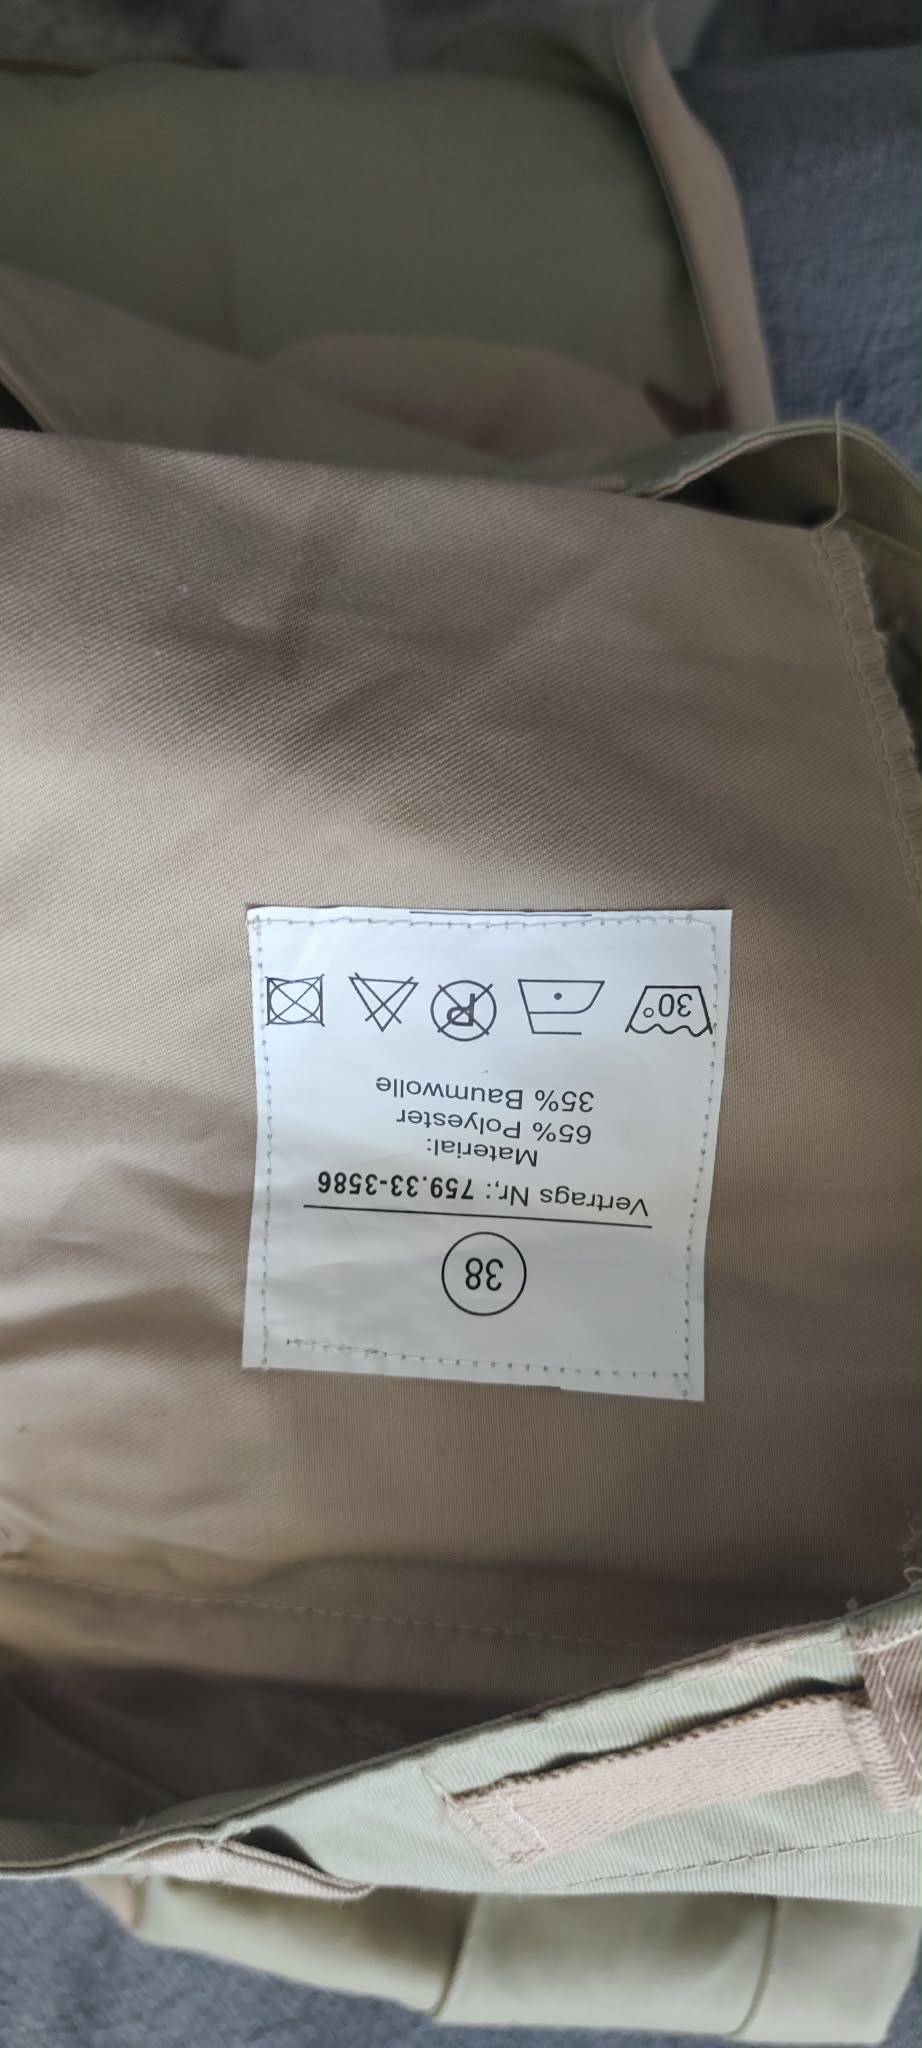 38
Vertrags Nr,: 759.33-3586
Material:
65% Polyester
35% Baumwolle
30° P